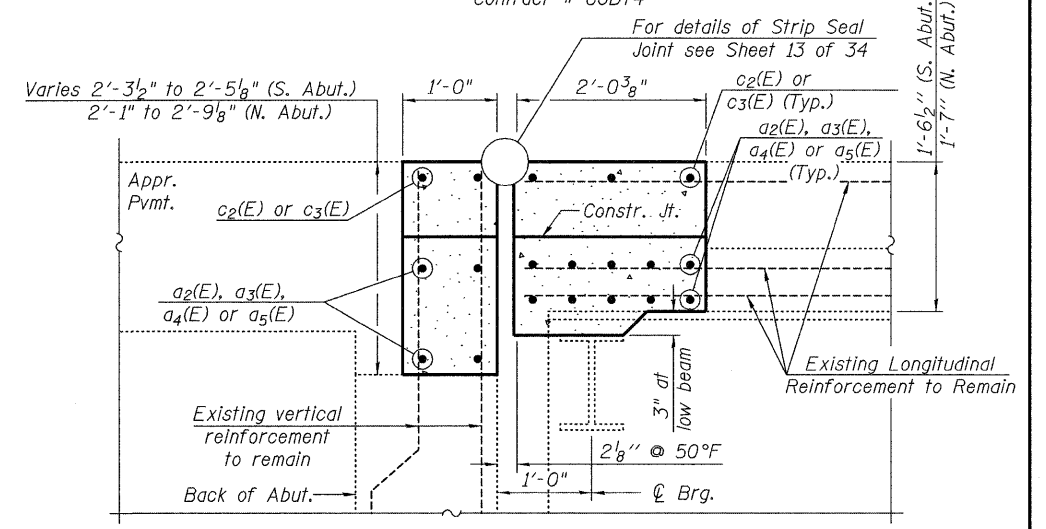 For details of Strip Seal
Joint see Sheet 13 of 34
Varies 2'-3½" to 2'-5⅛" (S. Abut.)
2'-1" to 2'-9⅛" (N. Abut.)
1'-0"
2'-0⅜"
c2(E) or
c3(E) (Typ.)
a2(E), a3(E),
a4(E) or a5(E)
(Typ.)
1'-6½" (S. Abut.)
1'-7" (N. Abut.)
Appr.
Pvmt.
c2(E) or c3(E)
Constr. Jt.
a2(E), a3(E),
a4(E) or a5(E)
Existing Longitudinal
Reinforcement to Remain
3" at
low beam
Existing vertical
reinforcement
to remain
2⅛" @ 50°F
1'-0"
Back of Abut.
℄ Brg.